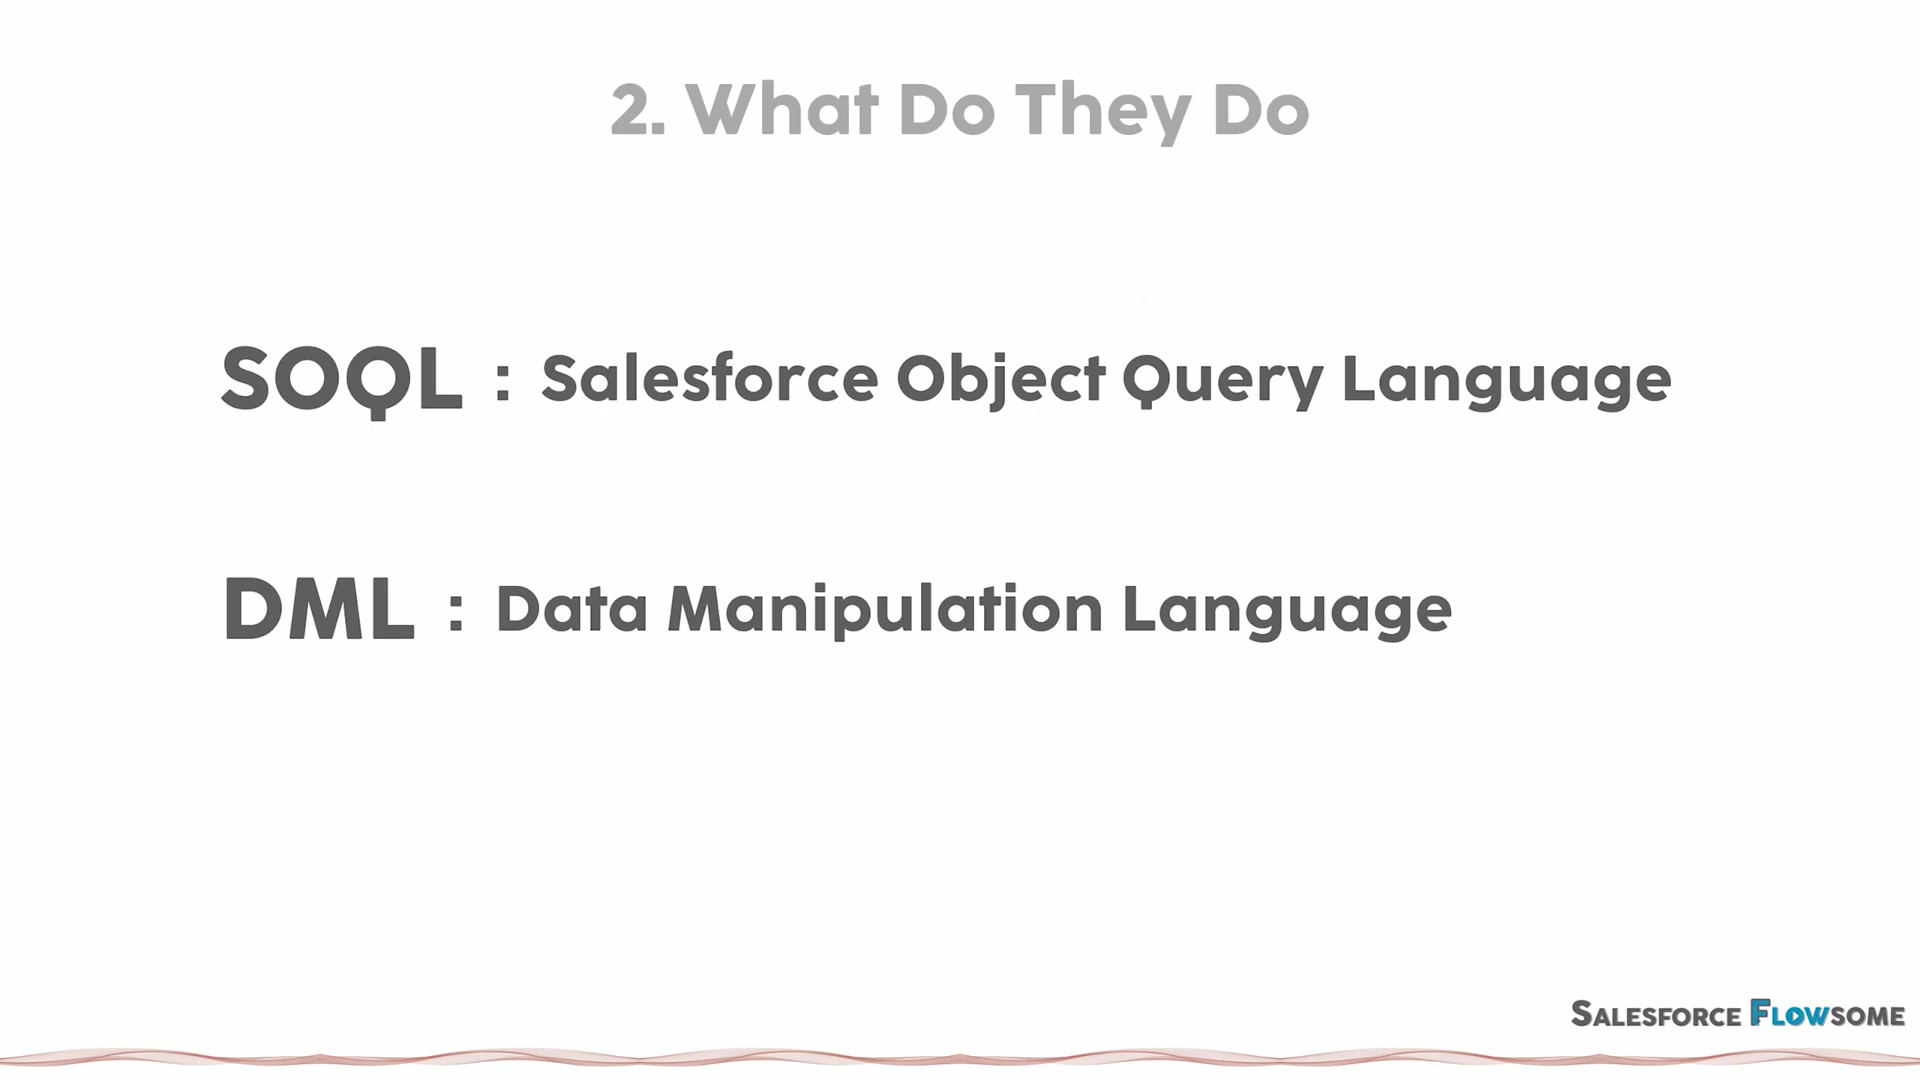 2. What Do They Do
SOQL : Salesforce Object Query Language
DML : Data Manipulation Language
SALESFORCE FLOWSOME